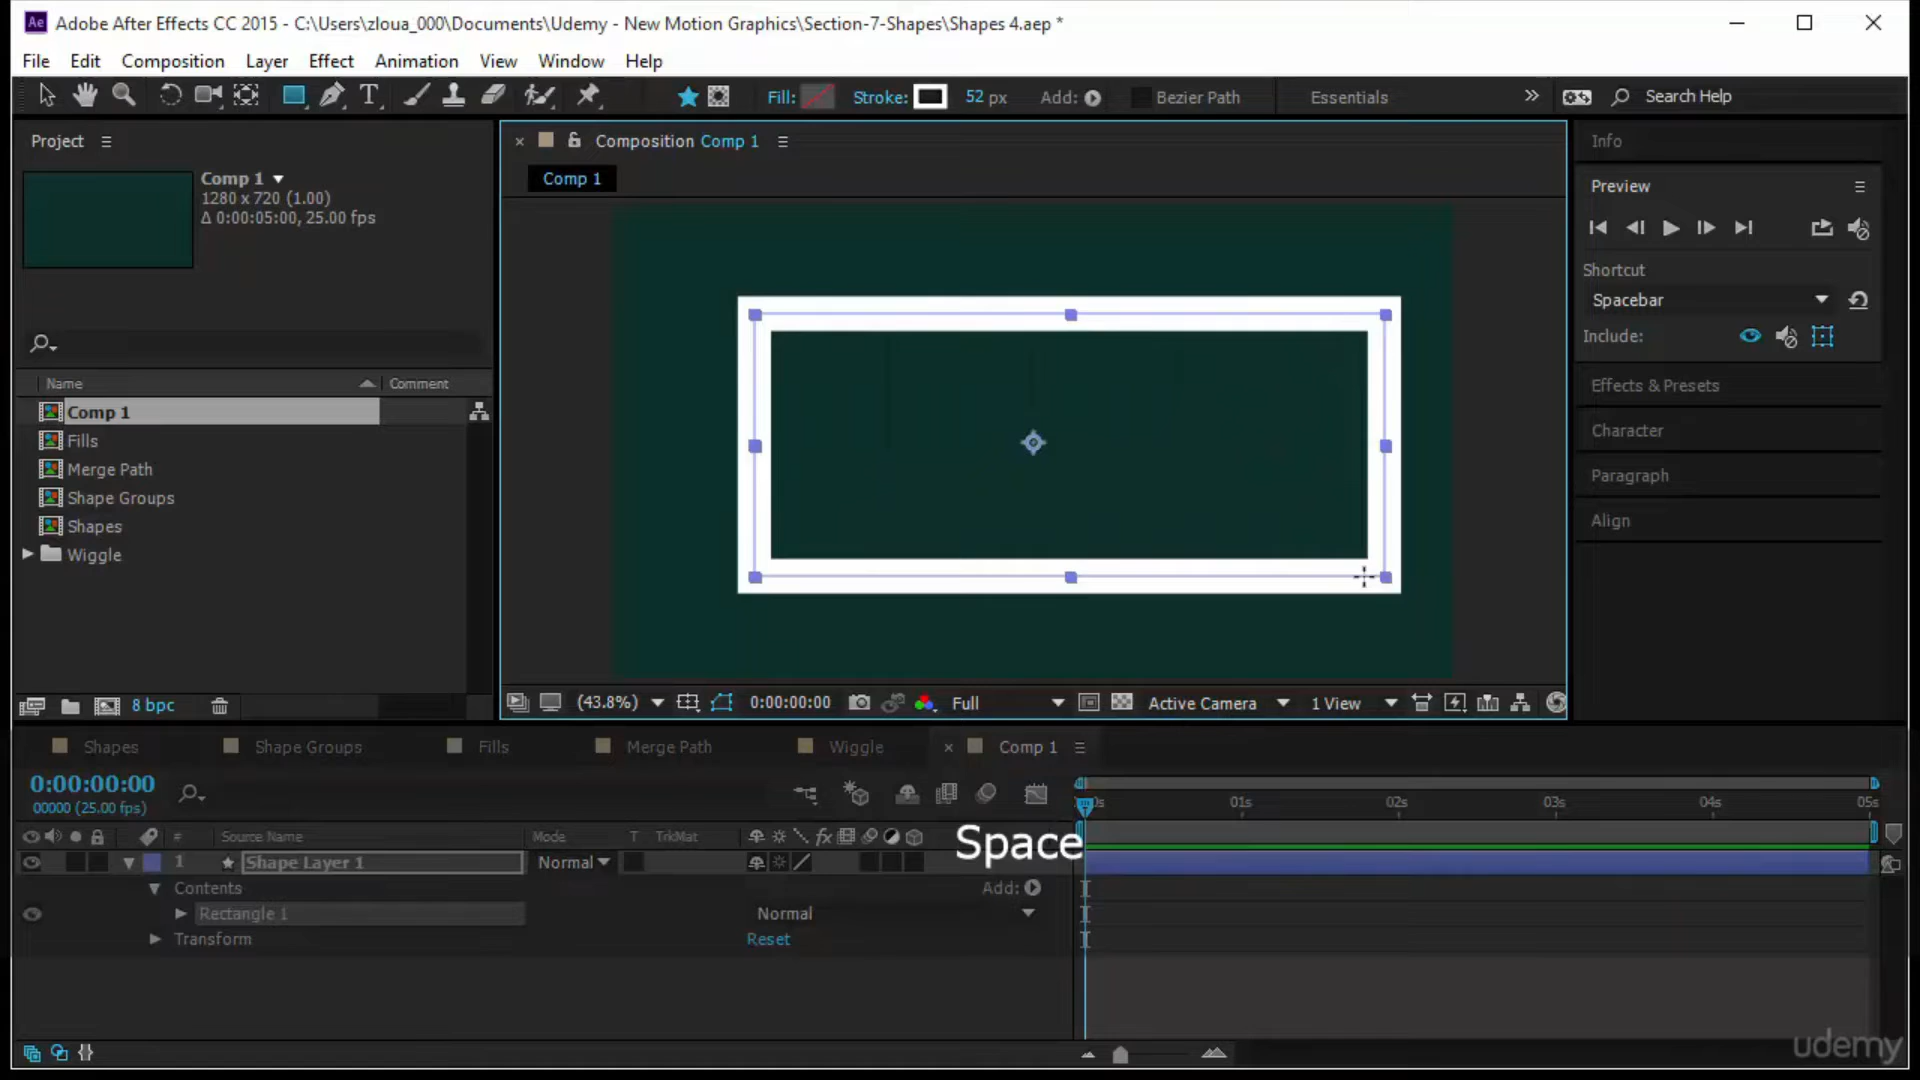 Ae Adobe After Effects CC 2015 - C:\Users\zloua_000\Documents\Udemy - New Motion Graphics\Section-7-Shapes\Shapes 4.aep *
File Edit Composition Layer Effect Animation View Window Help
T Fill: Stroke: 52 px Add: Bezier Path Essentials Search Help
Project
Comp 1
1280 x 720 (1.00)
Δ 0:00:05:00, 25.00 fps
Name Comment
Comp 1
Fills
Merge Path
Shape Groups
Shapes
Wiggle
8 bpc
Composition Comp 1
Comp 1
(43.8%) 0:00:00:00 Full Active Camera 1 View
Info
Preview
Shortcut
Spacebar
Include:
Effects & Presets
Character
Paragraph
Align
Shapes Shape Groups Fills Merge Path Wiggle Comp 1
0:00:00:00
00000 (25.00 fps)
01s 02s 03s 04s 05s
# Source Name Mode T TrkMat fx
Space
1 Shape Layer 1 Normal
Contents Add:
Rectangle 1 Normal
Transform Reset
udemy